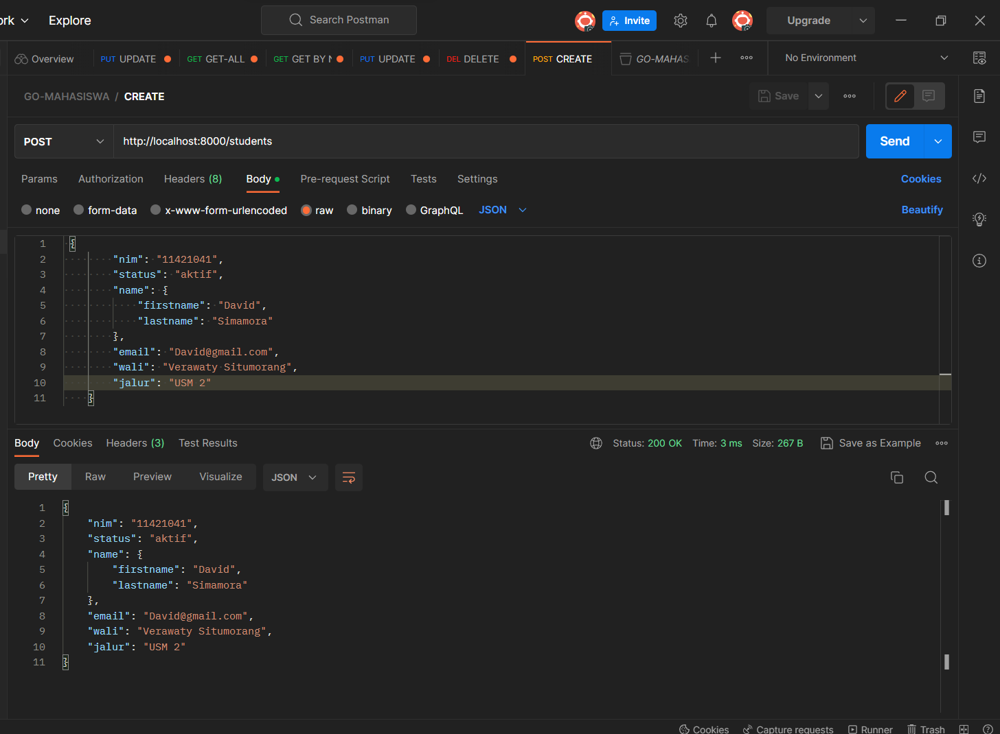 ork Explore Search Postman Invite Upgrade
Overview PUT UPDATE GET GET-ALL GET GET BY N PUT UPDATE DEL DELETE POST CREATE GO-MAHAS No Environment
GO-MAHASISWA / CREATE Save
POST http://localhost:8000/students Send
Params Authorization Headers (8) Body Pre-request Script Tests Settings Cookies
none form-data x-www-form-urlencoded raw binary GraphQL JSON Beautify
1 {
2 "nim": "11421041",
3 "status": "aktif",
4 "name": {
5 "firstname": "David",
6 "lastname": "Simamora"
7 },
8 "email": "David@gmail.com",
9 "wali": "Verawaty Situmorang",
10 "jalur": "USM 2"
11 }
Body Cookies Headers (3) Test Results Status: 200 OK Time: 3 ms Size: 267 B Save as Example
Pretty Raw Preview Visualize JSON
1 {
2 "nim": "11421041",
3 "status": "aktif",
4 "name": {
5 "firstname": "David",
6 "lastname": "Simamora"
7 },
8 "email": "David@gmail.com",
9 "wali": "Verawaty Situmorang",
10 "jalur": "USM 2"
11 }
Cookies Capture requests Runner Trash